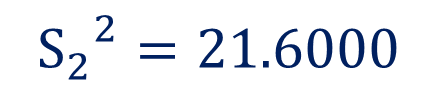 S₂² = 21.6000